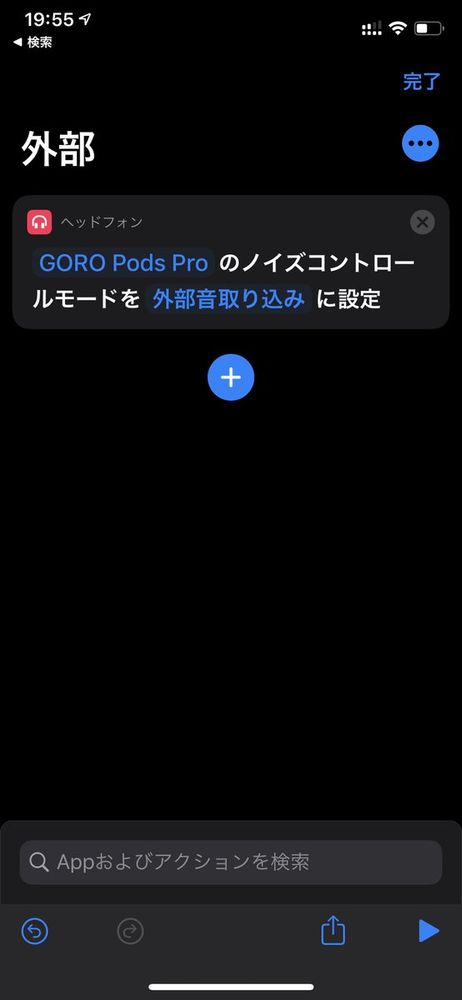 19:55
◀ 検索
完了
外部
ヘッドフォン
GORO Pods Pro のノイズコントロー
ルモードを 外部音取り込み に設定
Appおよびアクションを検索